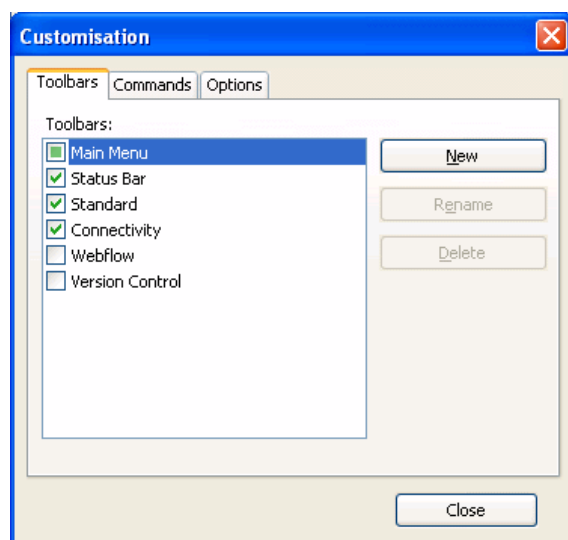 Customisation
Toolbars Commands Options
Toolbars:
Main Menu
Status Bar
Standard
Connectivity
Webflow
Version Control
New
Rename
Delete
Close